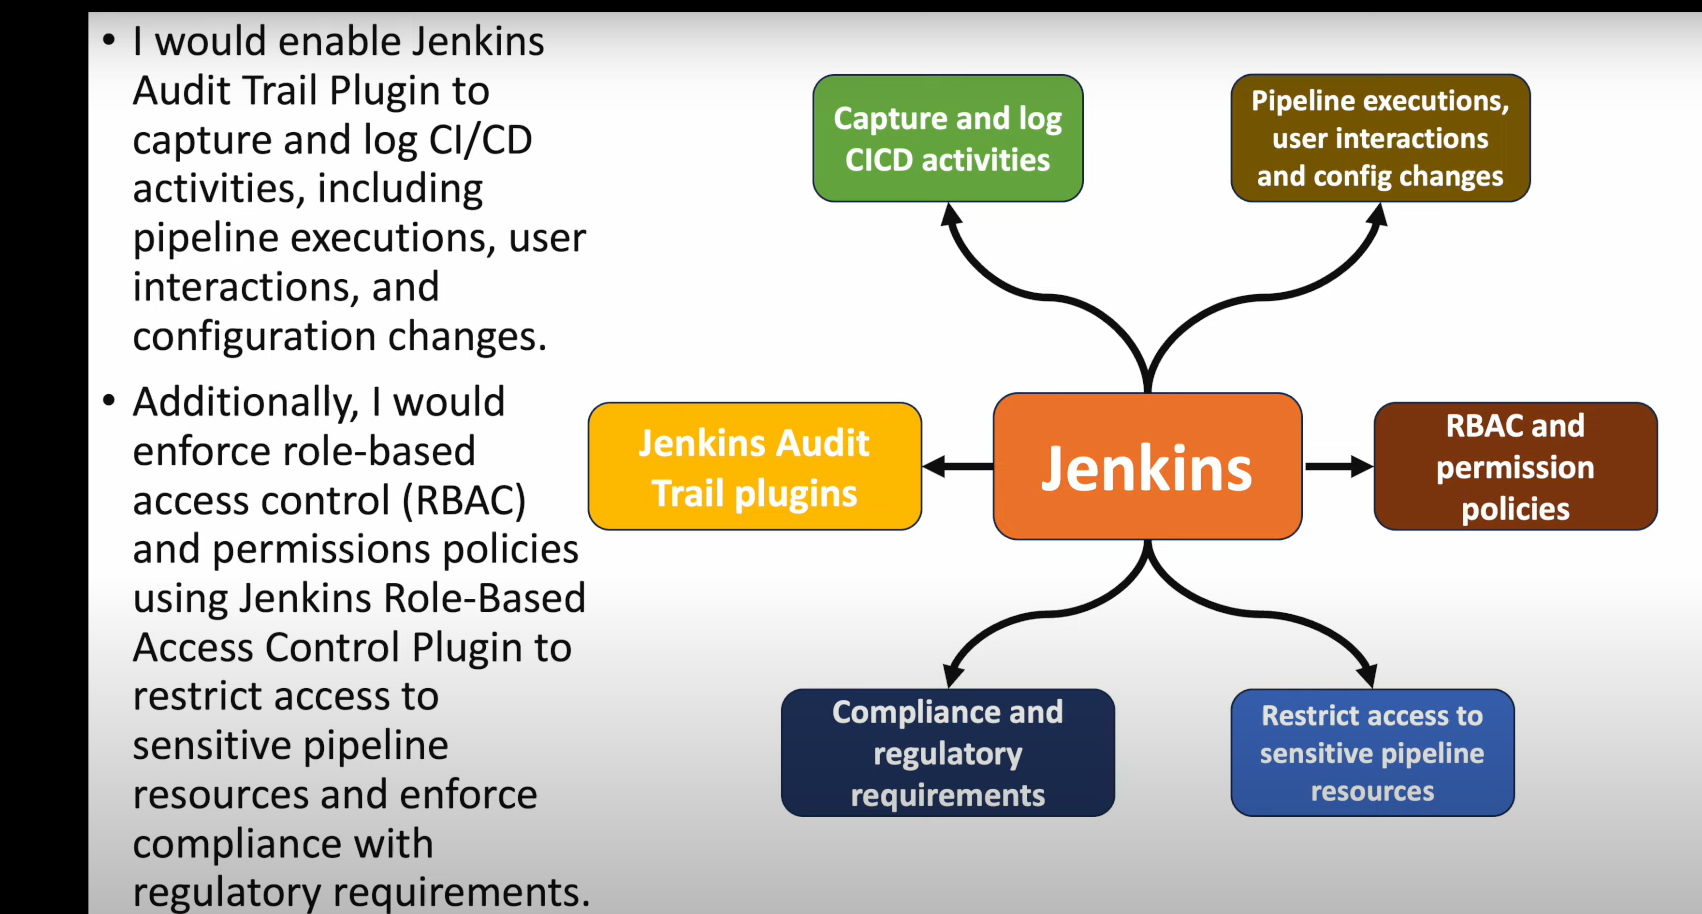 • I would enable Jenkins
Audit Trail Plugin to
capture and log CI/CD
activities, including
pipeline executions, user
interactions, and
configuration changes.
• Additionally, I would
enforce role-based
access control (RBAC)
and permissions policies
using Jenkins Role-Based
Access Control Plugin to
restrict access to
sensitive pipeline
resources and enforce
compliance with
regulatory requirements.
Capture and log
CICD activities
Pipeline executions,
user interactions
and config changes
Jenkins Audit
Trail plugins
Jenkins
RBAC and
permission
policies
Compliance and
regulatory
requirements
Restrict access to
sensitive pipeline
resources